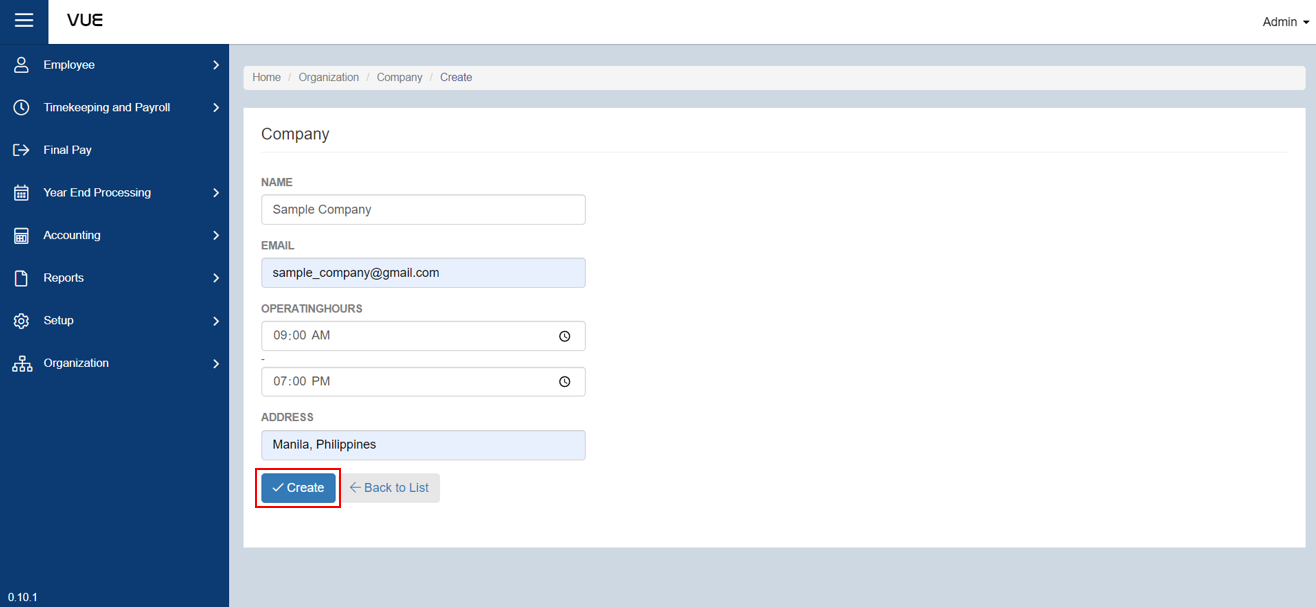 VUE
Admin
Employee
Timekeeping and Payroll
Final Pay
Year End Processing
Accounting
Reports
Setup
Organization
0.10.1
Home / Organization / Company / Create
Company
NAME
Sample Company
EMAIL
sample_company@gmail.com
OPERATINGHOURS
09:00 AM
-
07:00 PM
ADDRESS
Manila, Philippines
Create
Back to List